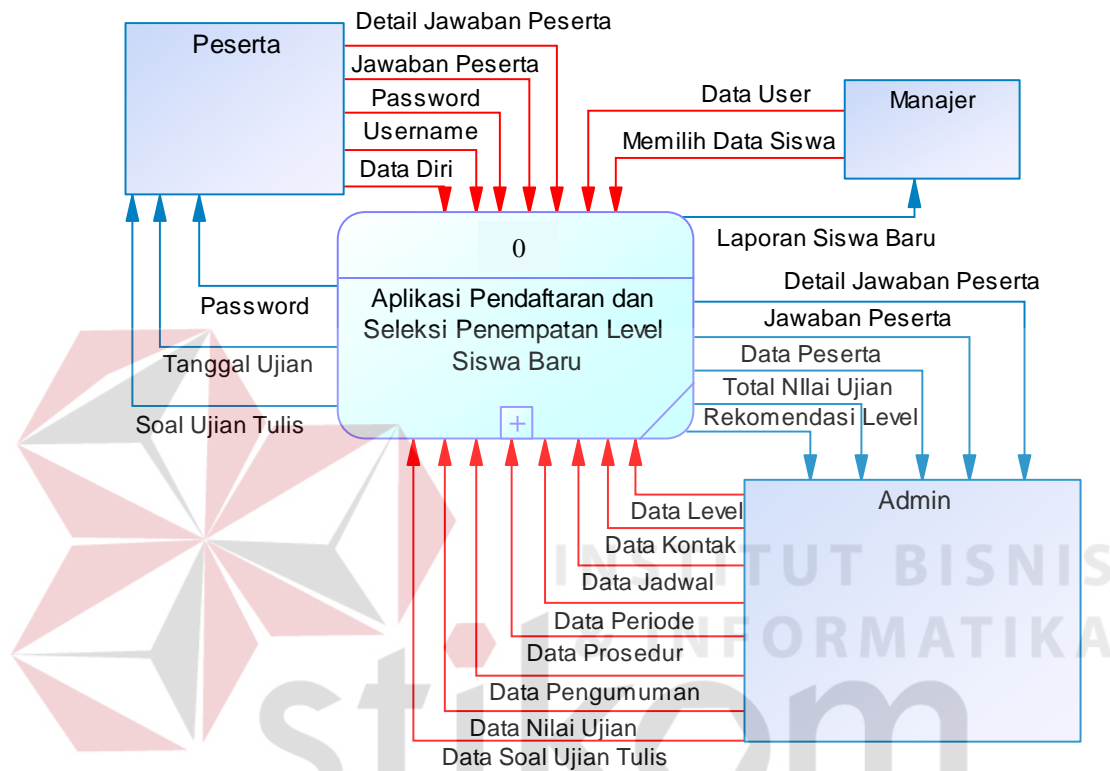 Detail Jawaban Peserta
Peserta
Jawaban Peserta
Password
Username
Data Diri
Data User
Manajer
Memilih Data Siswa
Laporan Siswa Baru
0
Aplikasi Pendaftaran dan
Seleksi Penempatan Level
Siswa Baru
Password
Tanggal Ujian
Soal Ujian Tulis
Detail Jawaban Peserta
Jawaban Peserta
Data Peserta
Total NIlai Ujian
Rekomendasi Level
Admin
Data Level
Data Kontak
Data Jadwal
Data Periode
Data Prosedur
Data Pengumuman
Data Nilai Ujian
Data Soal Ujian Tulis
INSTITUT BISNIS
& INFORMATIKA
stikom